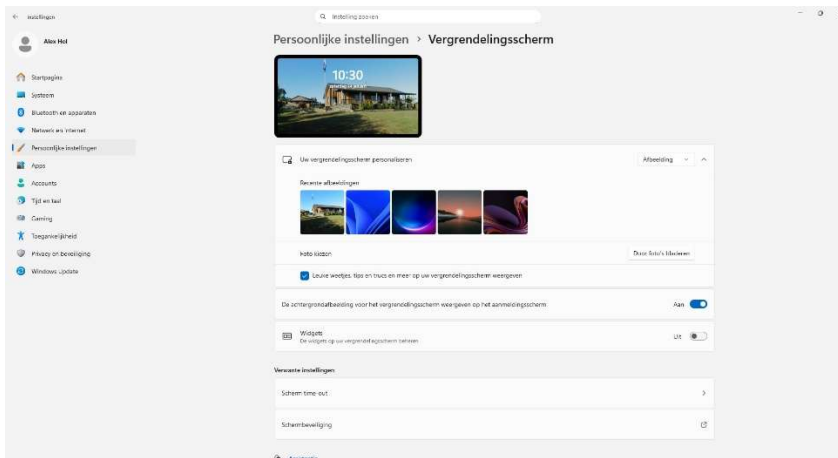 Instellingen
Instelling zoeken
Alex Hol
Startpagina
Systeem
Bluetooth en apparaten
Netwerk en internet
Persoonlijke instellingen
Apps
Accounts
Tijd en taal
Gaming
Toegankelijkheid
Privacy en beveiliging
Windows Update
Persoonlijke instellingen > Vergrendelingsscherm
10:30
Uw vergrendelingsscherm personaliseren
Afbeelding
Recente afbeeldingen
Foto kiezen
Door foto's bladeren
Leuke weetjes, tips en trucs en meer op uw vergrendelingsscherm weergeven
De achtergrondafbeelding voor het vergrendelingsscherm weergeven op het aanmeldingsscherm
Aan
Widgets
De widgets op uw vergrendelingsscherm beheren
Uit
Verwante instellingen
Scherm time-out
Schermbeveiliging